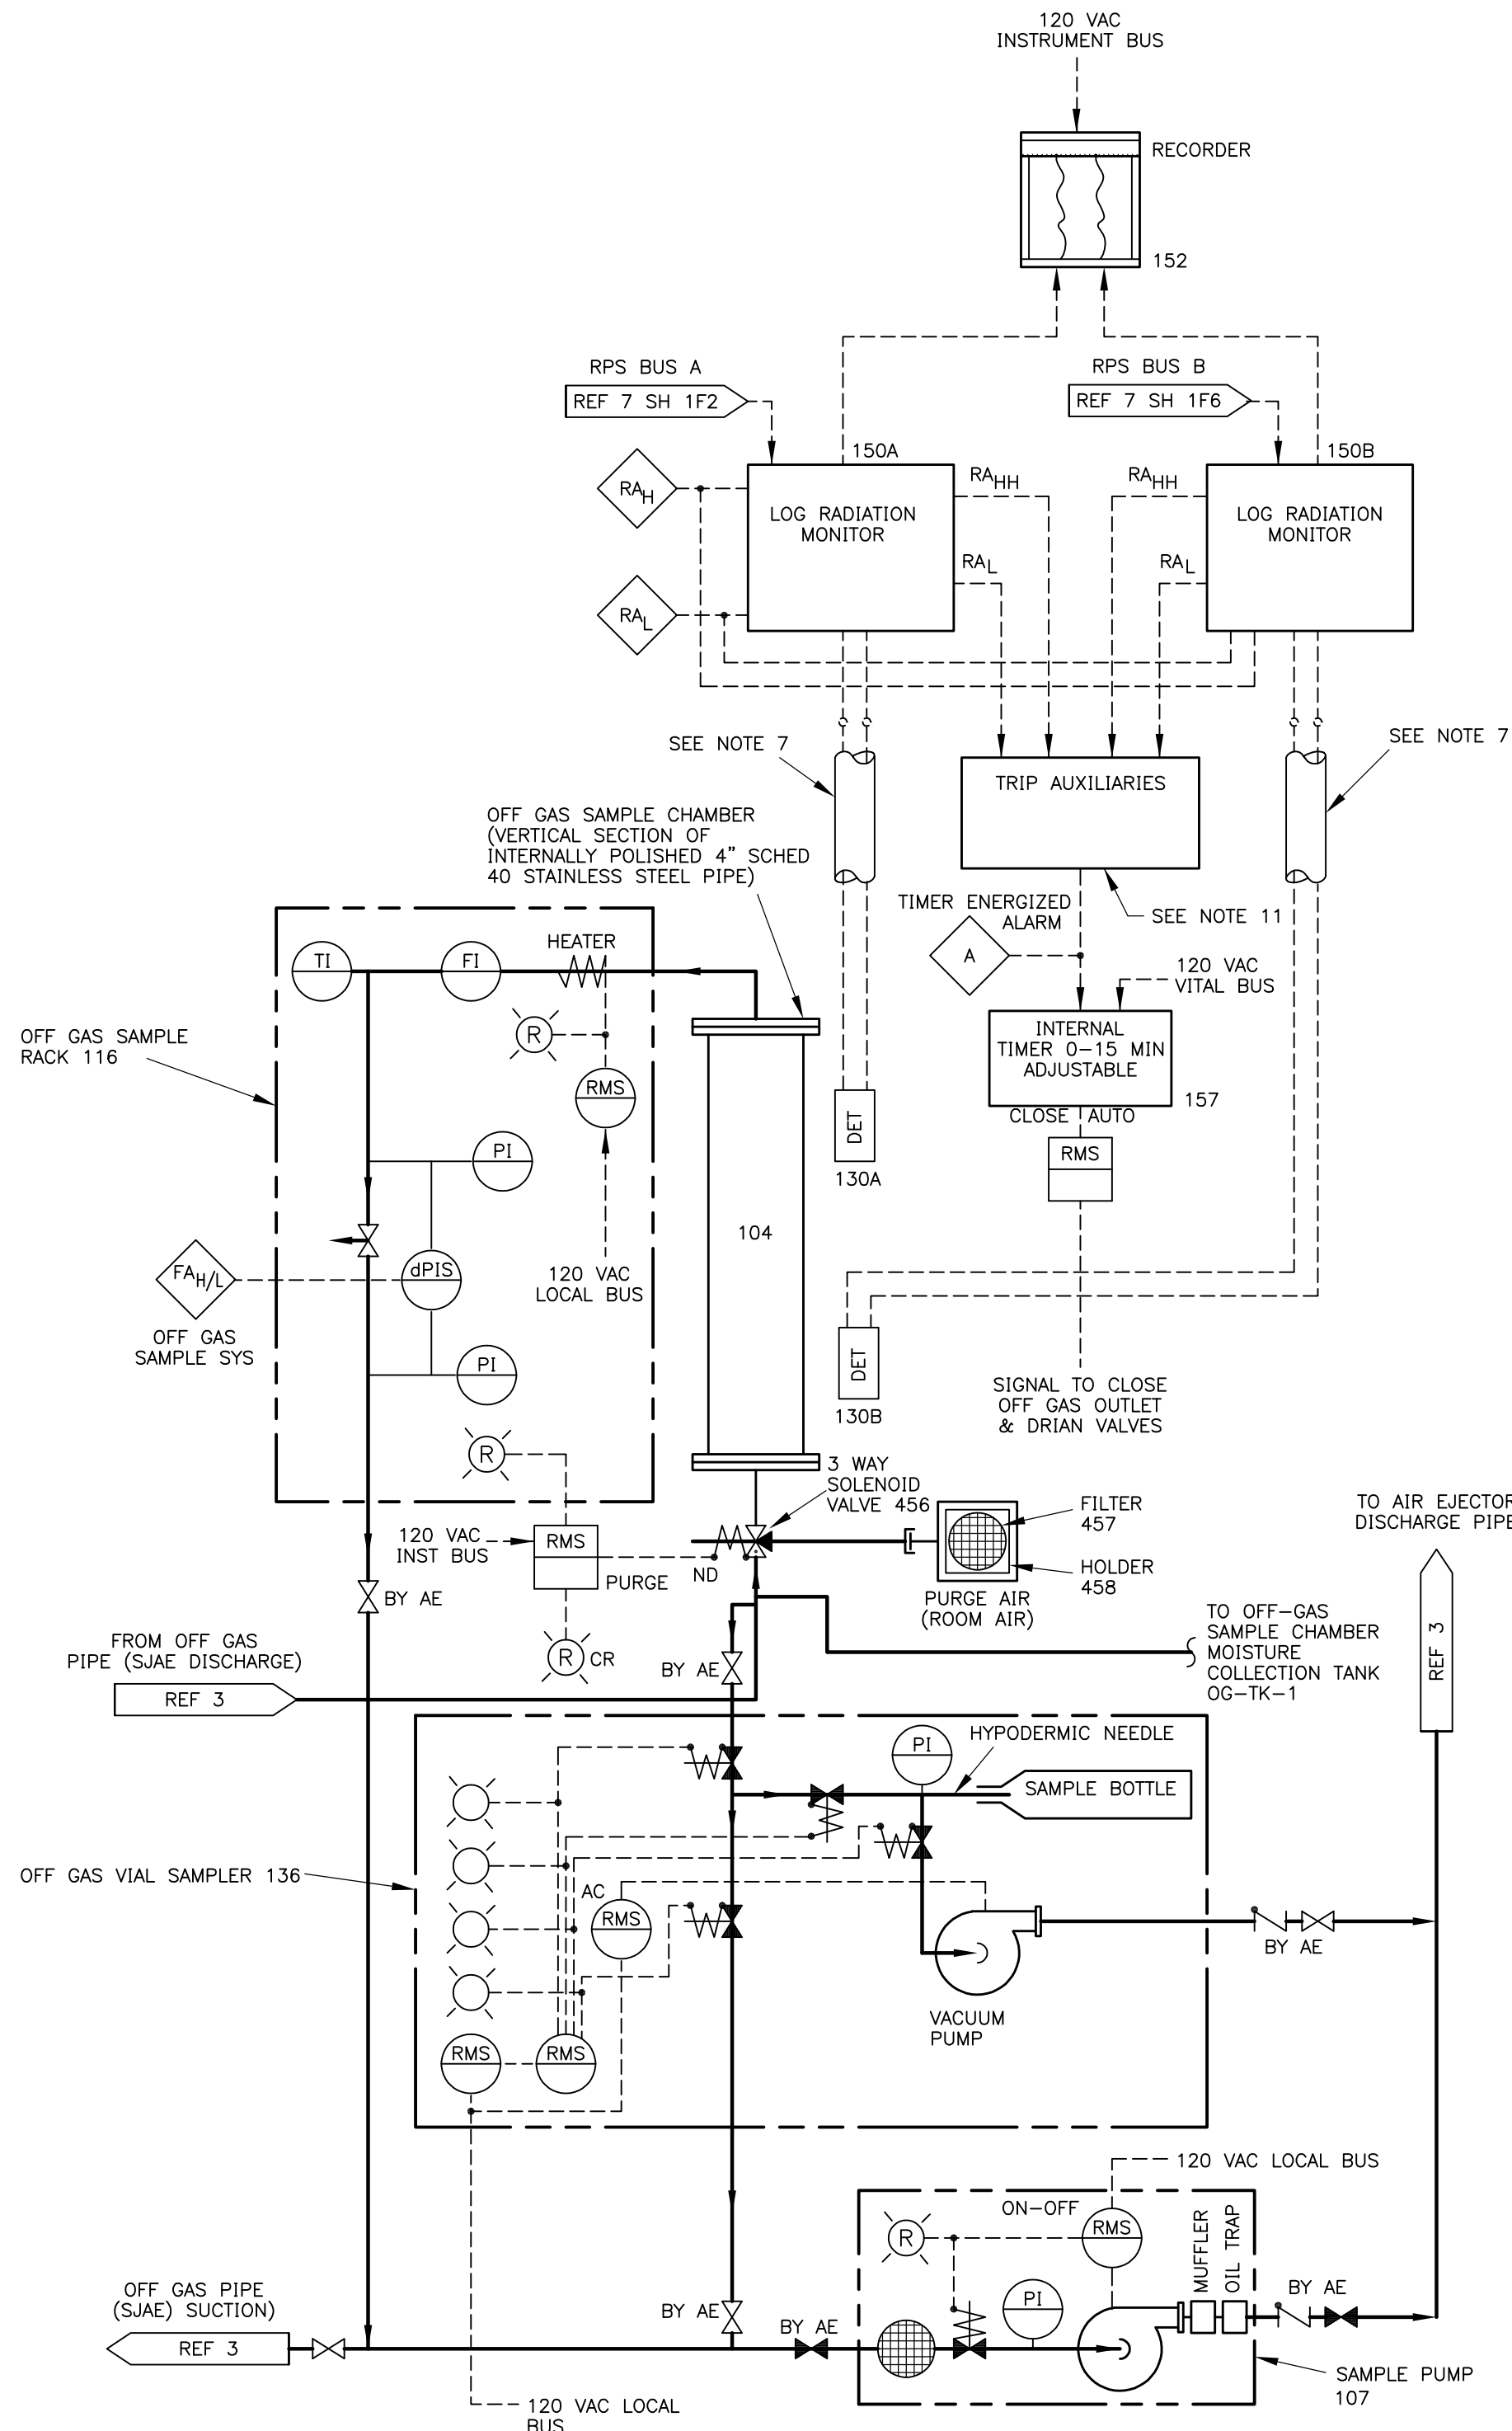 120 VAC
INSTRUMENT BUS
RECORDER
152
RPS BUS A
REF 7 SH 1F2
RPS BUS B
REF 7 SH 1F6
150A
150B
RAH
RAL
LOG RADIATION
MONITOR
RAHH
RAL
RAHH
RAL
LOG RADIATION
MONITOR
SEE NOTE 7
SEE NOTE 7
TRIP AUXILIARIES
OFF GAS SAMPLE CHAMBER
(VERTICAL SECTION OF
INTERNALLY POLISHED 4" SCHED
40 STAINLESS STEEL PIPE)
TIMER ENERGIZED
ALARM
A
SEE NOTE 11
120 VAC
VITAL BUS
INTERNAL
TIMER 0-15 MIN
ADJUSTABLE
157
CLOSE AUTO
RMS
SIGNAL TO CLOSE
OFF GAS OUTLET
& DRIAN VALVES
DET
130A
DET
130B
TI
FI
HEATER
R
RMS
OFF GAS SAMPLE
RACK 116
PI
104
FAH/L
dPIS
120 VAC
LOCAL BUS
OFF GAS
SAMPLE SYS
PI
R
3 WAY
SOLENOID
VALVE 456
FILTER
457
HOLDER
458
PURGE AIR
(ROOM AIR)
120 VAC
INST BUS
RMS
PURGE
ND
BY AE
R
CR
FROM OFF GAS
PIPE (SJAE DISCHARGE)
REF 3
BY AE
TO OFF-GAS
SAMPLE CHAMBER
MOISTURE
COLLECTION TANK
OG-TK-1
TO AIR EJECTOR
DISCHARGE PIPE
REF 3
PI
HYPODERMIC NEEDLE
SAMPLE BOTTLE
OFF GAS VIAL SAMPLER 136
AC
RMS
BY AE
VACUUM
PUMP
RMS
RMS
120 VAC LOCAL BUS
ON-OFF
R
RMS
MUFFLER
OIL TRAP
PI
BY AE
OFF GAS PIPE
(SJAE) SUCTION)
REF 3
BY AE
BY AE
SAMPLE PUMP
107
120 VAC LOCAL
BUS